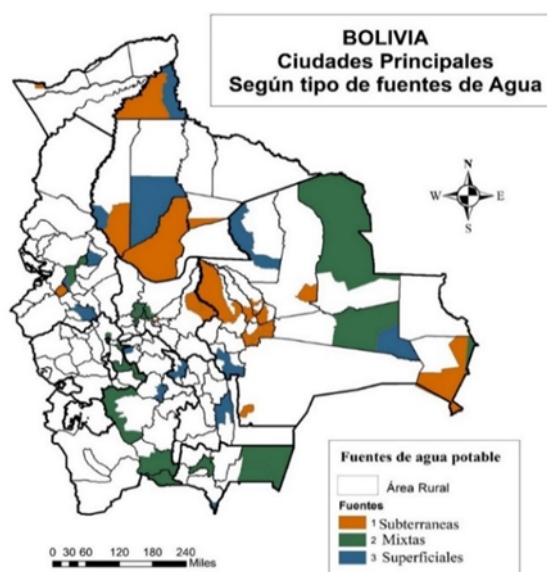 BOLIVIA
Ciudades Principales
Según tipo de fuentes de Agua
N
W E
S
Fuentes de agua potable
Área Rural
Fuentes
1 Subterraneas
2 Mixtas
3 Superficiales
0 30 60 120 180 240
Miles